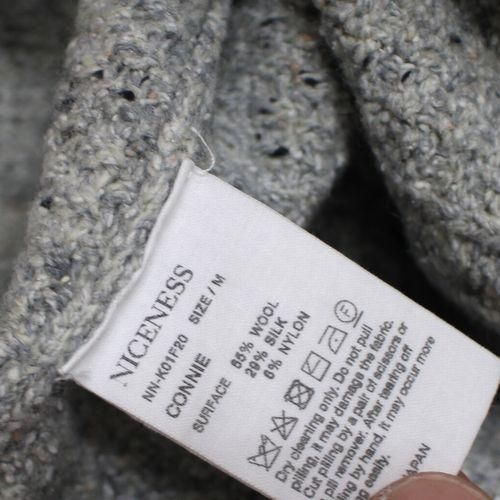 NICENESS
NN-K01F20 SIZE / M
CONNIE
SURFACE 65% WOOL
29% SILK
6% NYLON
F
Dry cleaning only. Do not pull
pilling, it may damage the fabric.
Cut pilling by a pair of scissors or
pill remover. After tearing off
by hand, it may occur more
easily.
JAPAN